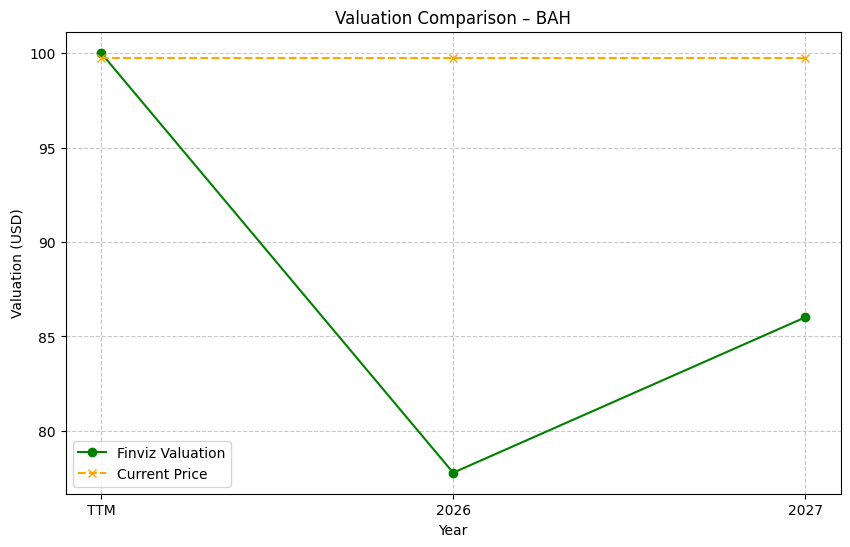 Valuation Comparison – BAH
Valuation (USD)
100
95
90
85
80
Finviz Valuation
Current Price
TTM
2026
2027
Year